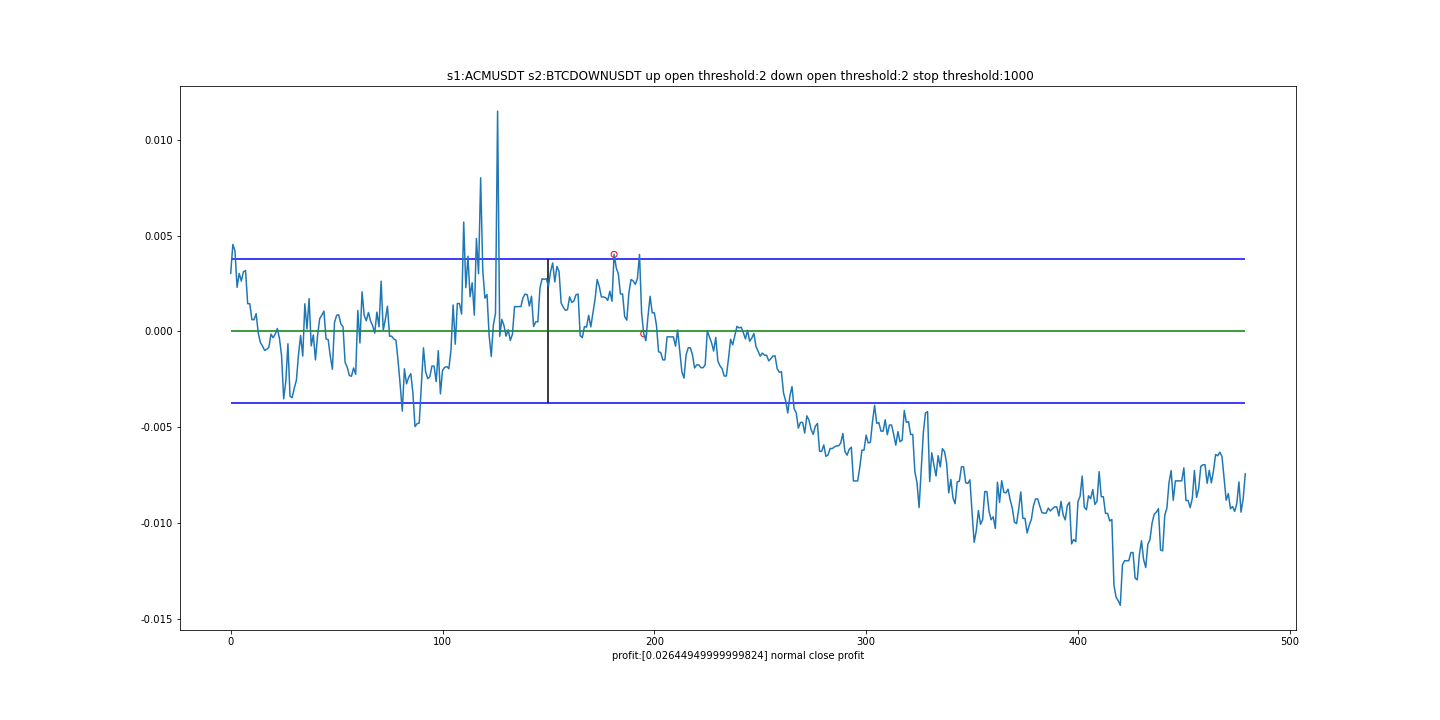 s1:ACMUSDT s2:BTCDOWNUSDT up open threshold:2 down open threshold:2 stop threshold:1000
0.010
0.005
0.000
-0.005
-0.010
-0.015
0 100 200 300 400 500
profit:[0.02644949999999824] normal close profit